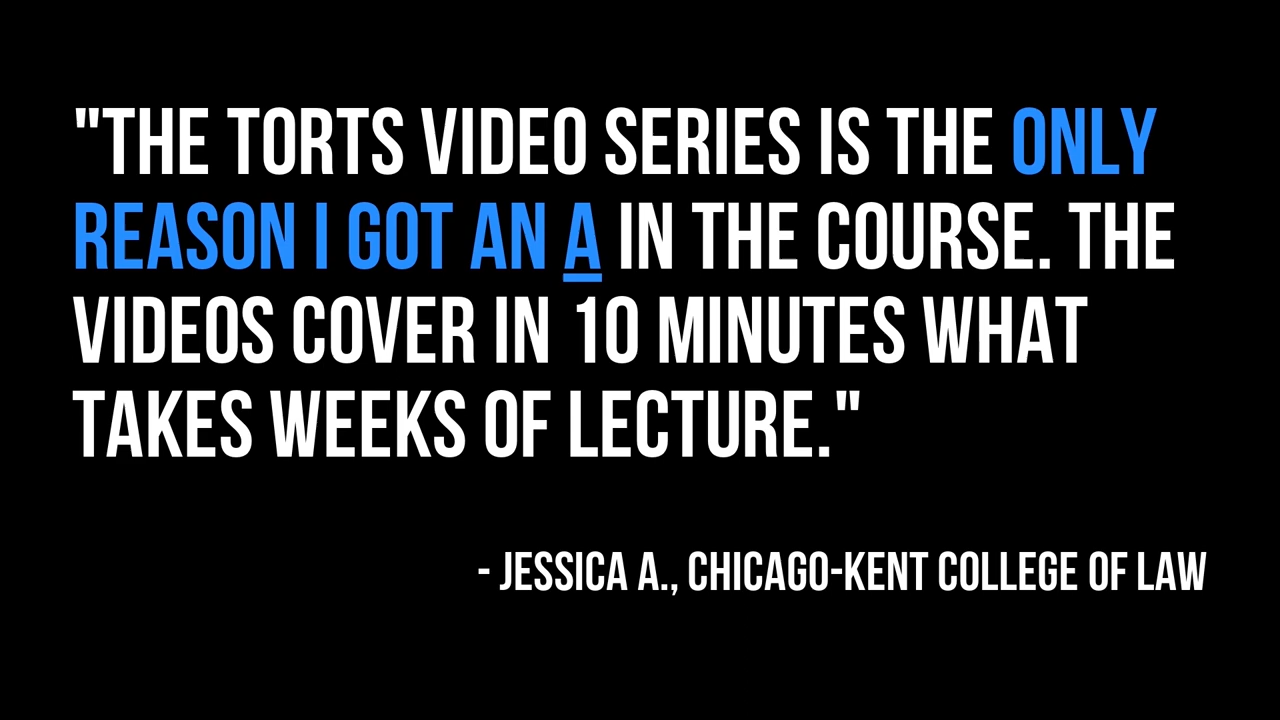 "THE TORTS VIDEO SERIES IS THE ONLY
REASON I GOT AN A IN THE COURSE. THE
VIDEOS COVER IN 10 MINUTES WHAT
TAKES WEEKS OF LECTURE."
- JESSICA A., CHICAGO-KENT COLLEGE OF LAW